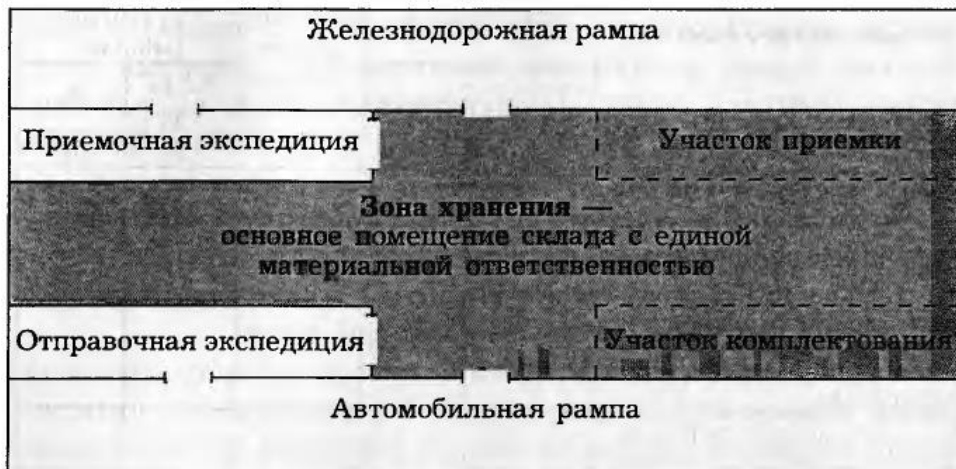 Железнодорожная рампа
Приемочная экспедиция
Участок приемки
Зона хранения —
основное помещение склада с единой
материальной ответственностью
Отправочная экспедиция
Участок комплектования
Автомобильная рампа